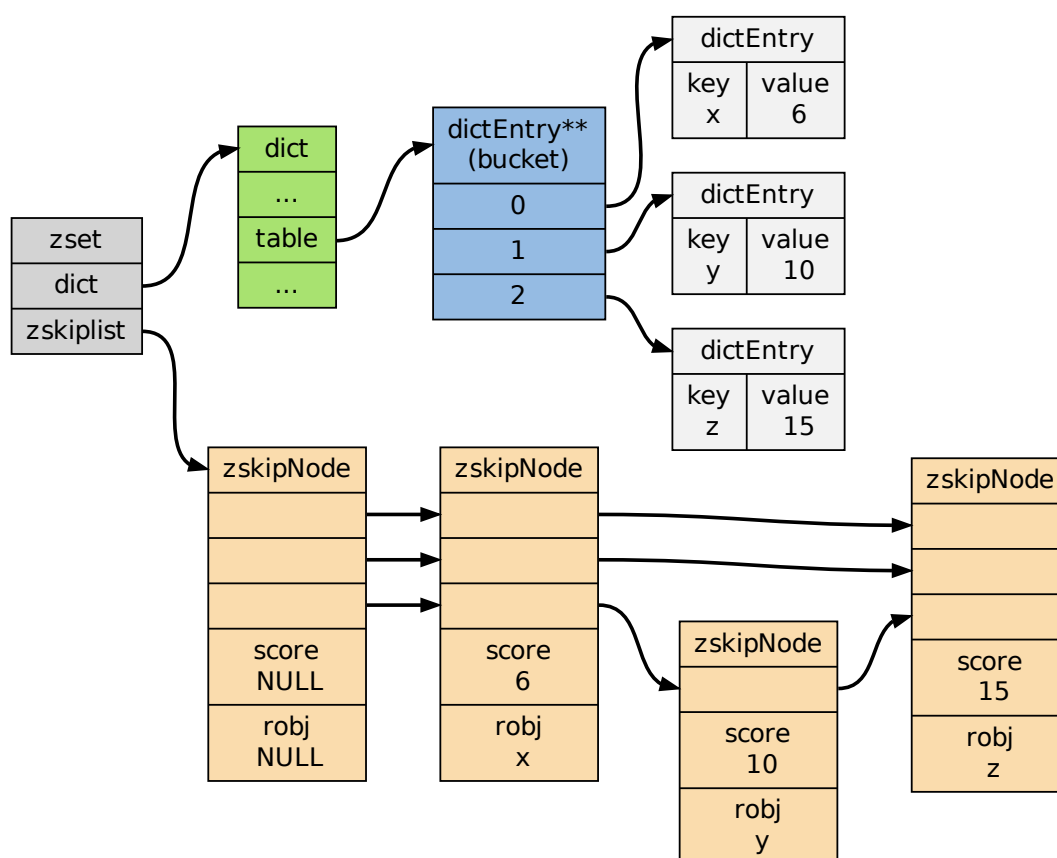 zset
dict
zskiplist
dict
...
table
...
dictEntry**
(bucket)
0
1
2
dictEntry
key value
x 6
dictEntry
key value
y 10
dictEntry
key value
z 15
zskipNode
score
NULL
robj
NULL
zskipNode
score
6
robj
x
zskipNode
score
10
robj
y
zskipNode
score
15
robj
z